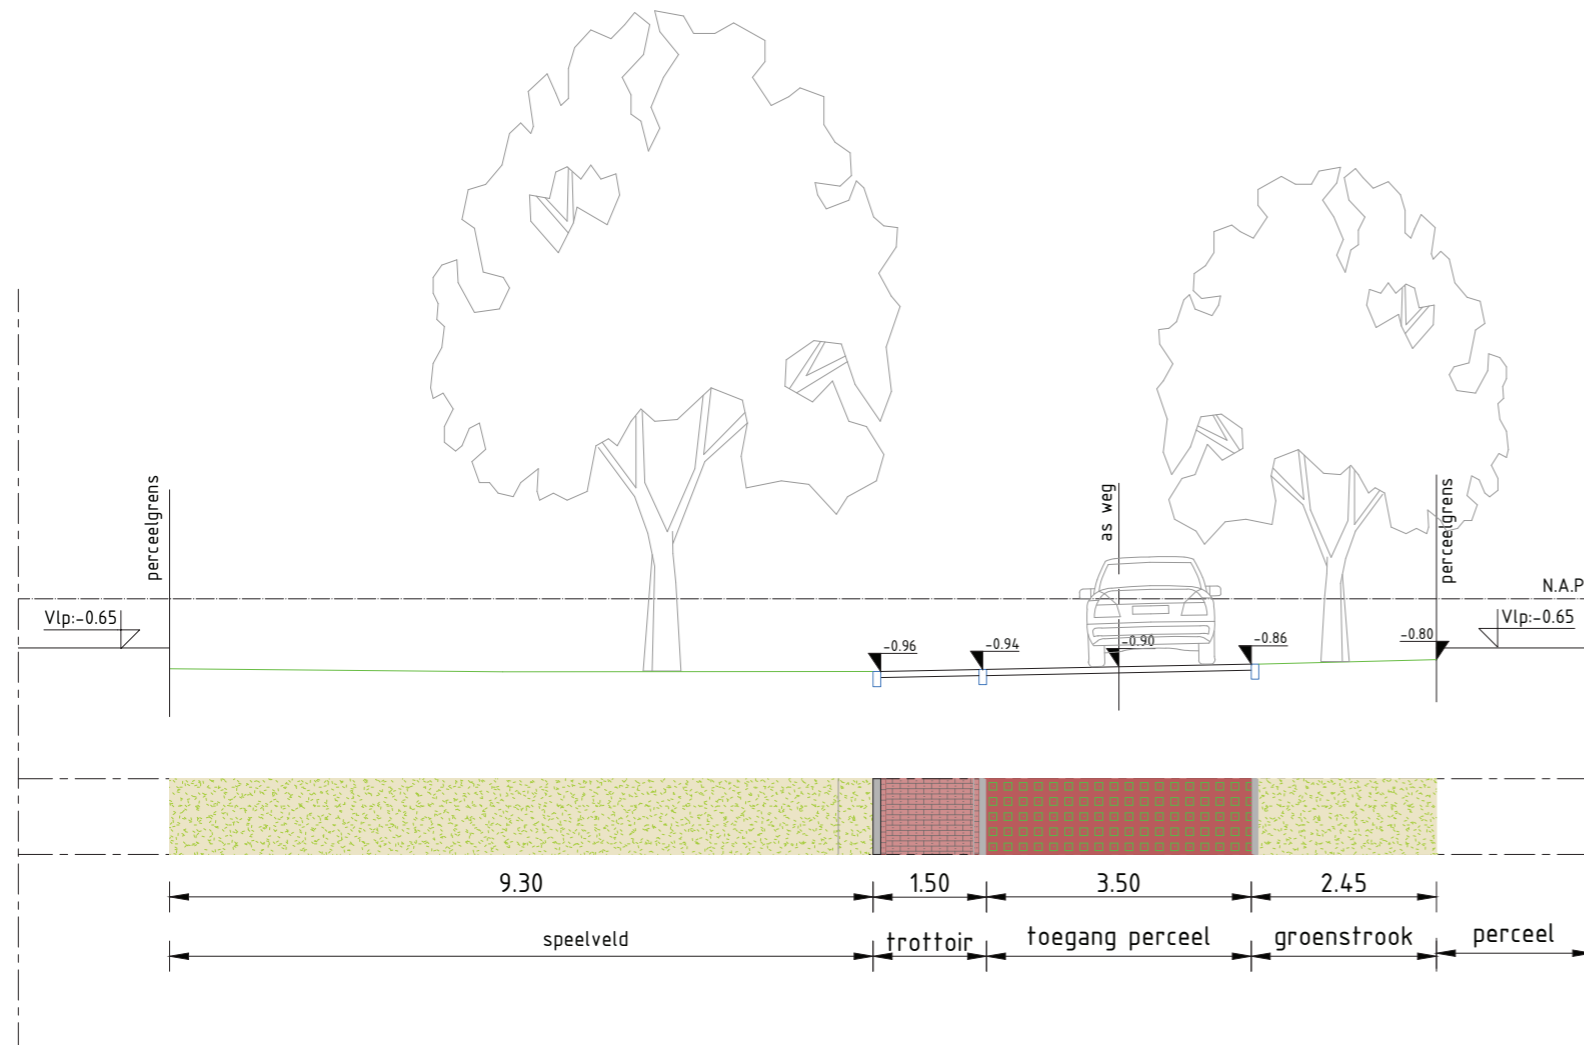 perceelgrens
as weg
perceelgrens
N.A.P
Vlp:-0.65
Vlp:-0.65
-0.96
-0.94
-0.90
-0.86
-0.80
9.30
1.50
3.50
2.45
speelveld
trottoir
toegang perceel
groenstrook
perceel